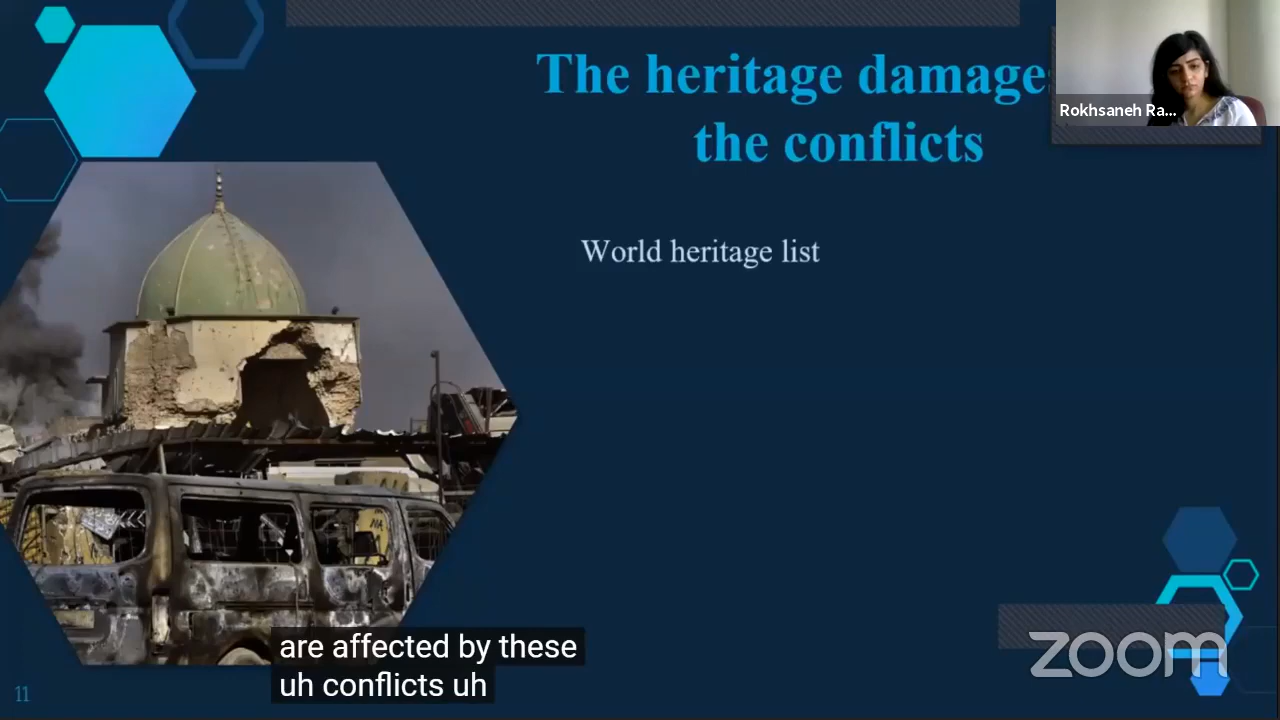 The heritage damage
the conflicts
Rokhsaneh Ra...
World heritage list
are affected by these
uh conflicts uh
zoom
11